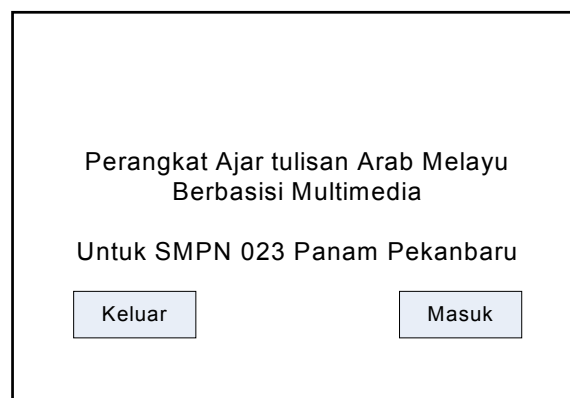 Perangkat Ajar tulisan Arab Melayu
Berbasisi Multimedia
Untuk SMPN 023 Panam Pekanbaru
Keluar
Masuk